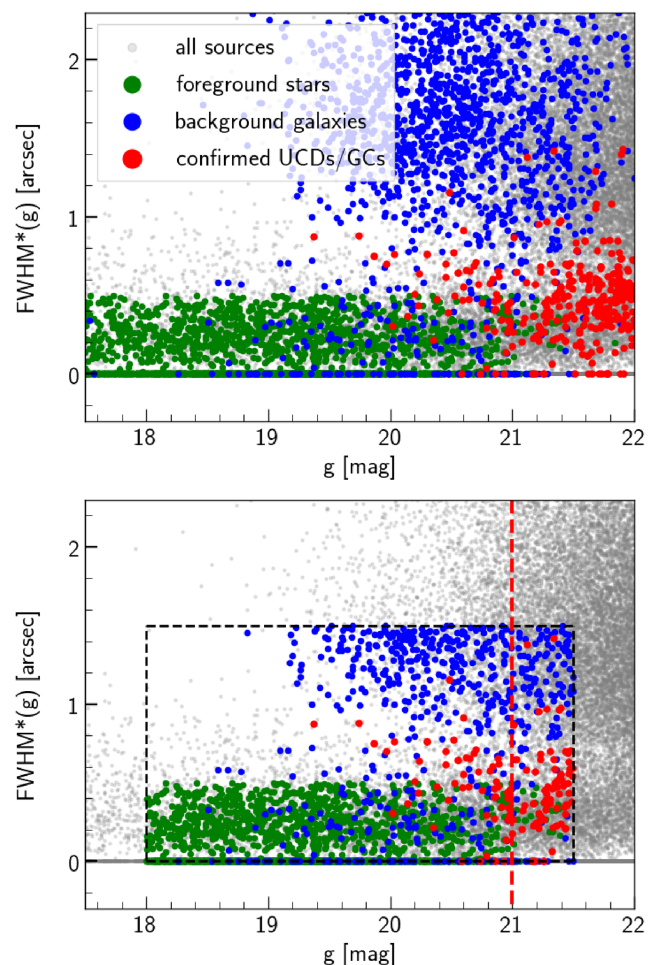 2
all sources
foreground stars
background galaxies
confirmed UCDs/GCs
1
0
FWHM*(g) [arcsec]
18 19 20 21 22
g [mag]
2
1
0
FWHM*(g) [arcsec]
18 19 20 21 22
g [mag]